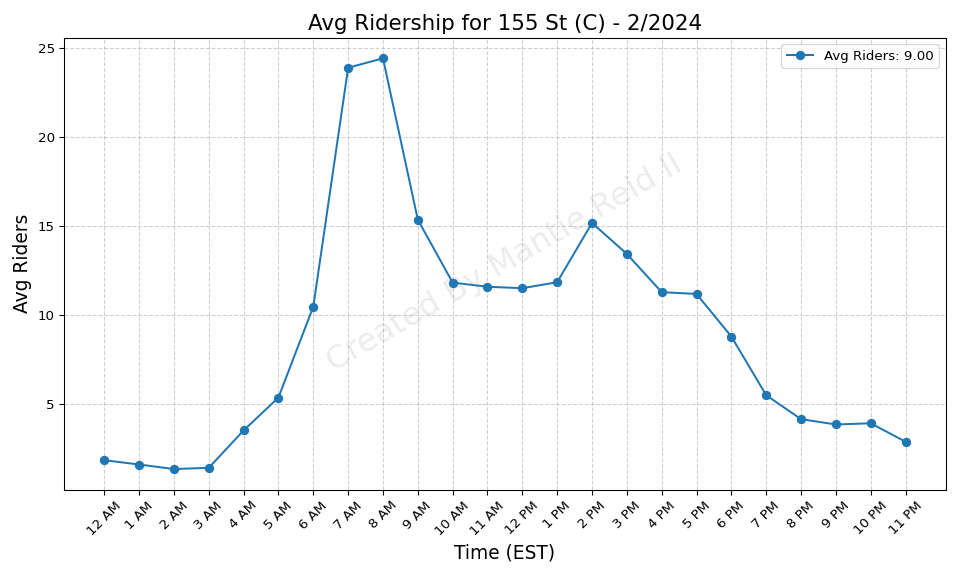 Avg Ridership for 155 St (C) - 2/2024
Avg Riders: 9.00
25
20
15
10
5
Avg Riders
Created By Mantie Reid II
12 AM
1 AM
2 AM
3 AM
4 AM
5 AM
6 AM
7 AM
8 AM
9 AM
10 AM
11 AM
12 PM
1 PM
2 PM
3 PM
4 PM
5 PM
6 PM
7 PM
8 PM
9 PM
10 PM
11 PM
Time (EST)